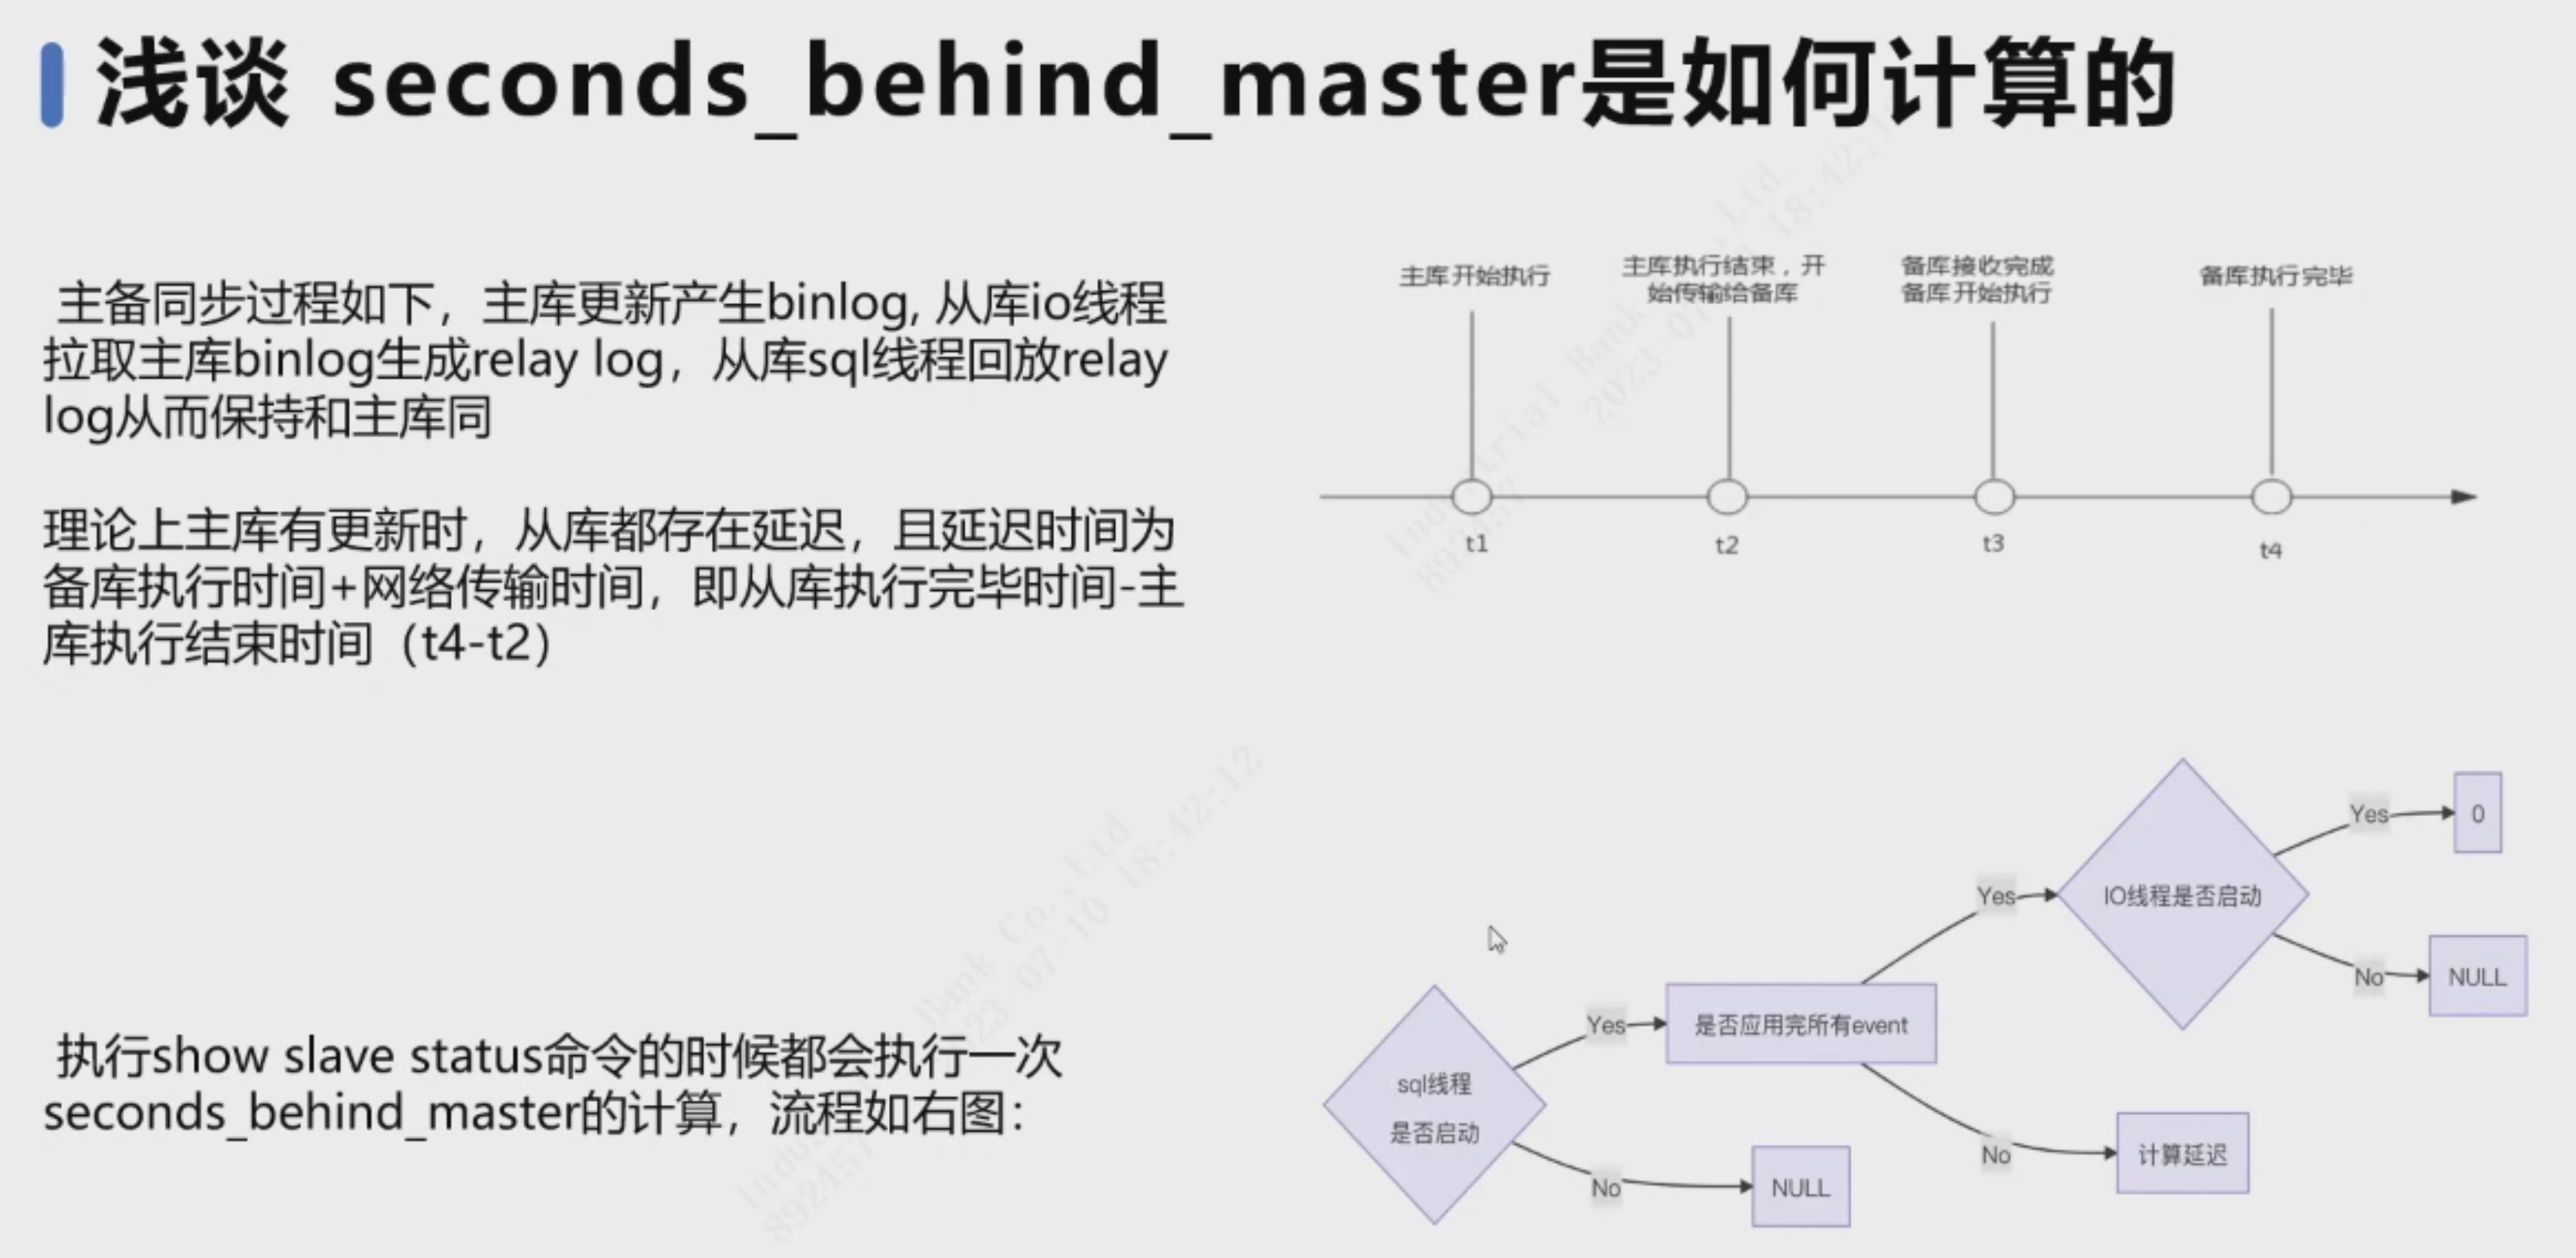 浅谈 seconds_behind_master是如何计算的
主备同步过程如下，主库更新产生binlog, 从库io线程
拉取主库binlog生成relay log，从库sql线程回放relay
log从而保持和主库同
理论上主库有更新时，从库都存在延迟，且延迟时间为
备库执行时间+网络传输时间，即从库执行完毕时间-主
库执行结束时间（t4-t2）
执行show slave status命令的时候都会执行一次
seconds_behind_master的计算，流程如右图：
主库开始执行
主库执行结束，开
始传输给备库
备库接收完成
备库开始执行
备库执行完毕
t1
t2
t3
t4
sql线程
是否启动
Yes
No
NULL
是否应用完所有event
Yes
No
计算延迟
IO线程是否启动
Yes
0
No
NULL
Bank Co.,Ltd
892457
18:42:12